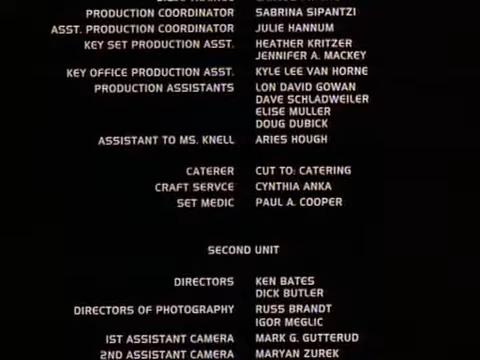 PRODUCTION COORDINATOR SABRINA SIPANTZI
ASST. PRODUCTION COORDINATOR JULIE HANNUM
KEY SET PRODUCTION ASST. HEATHER KRITZER
JENNIFER A. MACKEY
KEY OFFICE PRODUCTION ASST. KYLE LEE VAN HORNE
PRODUCTION ASSISTANTS LON DAVID GOWAN
DAVE SCHLADWEILER
ELISE MULLER
DOUG DUBICK
ASSISTANT TO MS. KNELL ARIES HOUGH
CATERER CUT TO: CATERING
CRAFT SERVCE CYNTHIA ANKA
SET MEDIC PAUL A. COOPER
SECOND UNIT
DIRECTORS KEN BATES
DICK BUTLER
DIRECTORS OF PHOTOGRAPHY RUSS BRANDT
IGOR MEGLIC
1ST ASSISTANT CAMERA MARK G. GUTTERUD
2ND ASSISTANT CAMERA MARYAN ZUREK